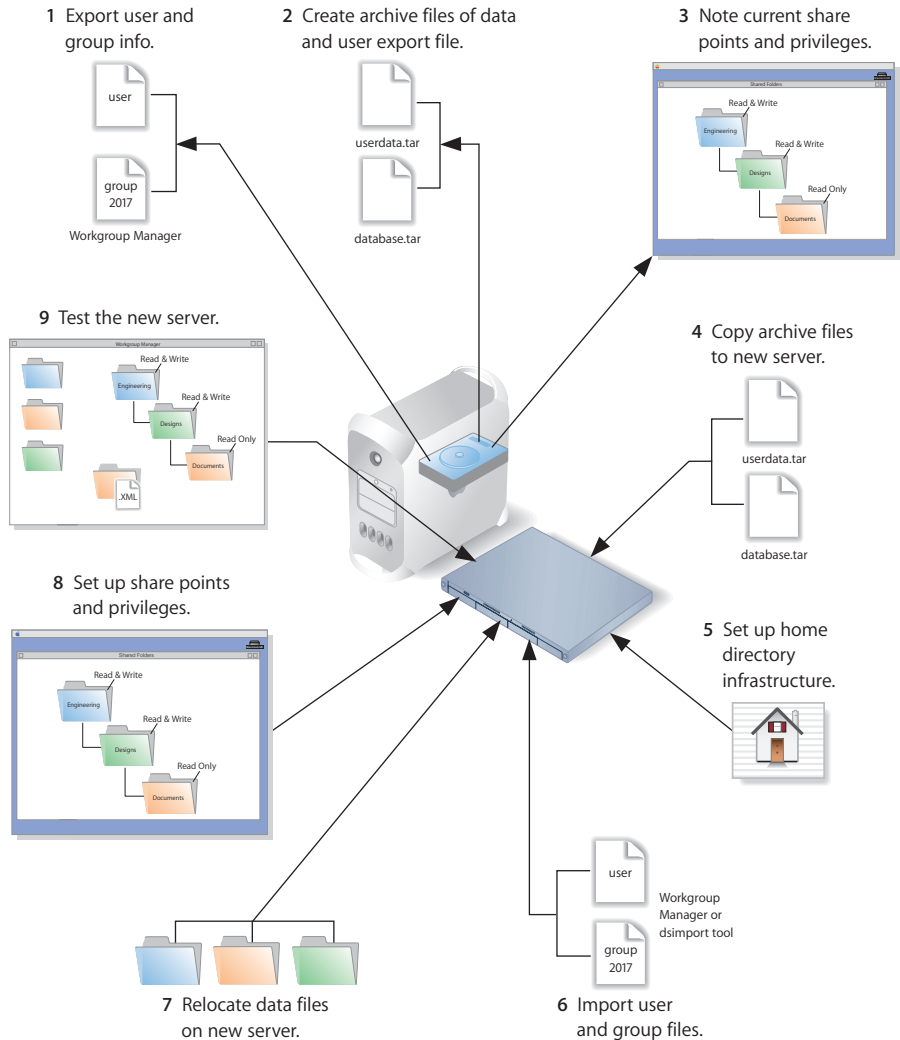 1 Export user and
group info.
user
group
2017
Workgroup Manager
2 Create archive files of data
and user export file.
userdata.tar
database.tar
3 Note current share
points and privileges.
Shared Folders
Read & Write
Engineering
Read & Write
Designs
Read Only
Documents
9 Test the new server.
Workgroup Manager
Read & Write
Engineering
Read & Write
Designs
Read Only
Documents
.XML
4 Copy archive files
to new server.
userdata.tar
database.tar
8 Set up share points
and privileges.
Shared Folders
Read & Write
Engineering
Read & Write
Designs
Read Only
Documents
5 Set up home
directory
infrastructure.
7 Relocate data files
on new server.
user
group
2017
Workgroup
Manager or
dsimport tool
6 Import user
and group files.